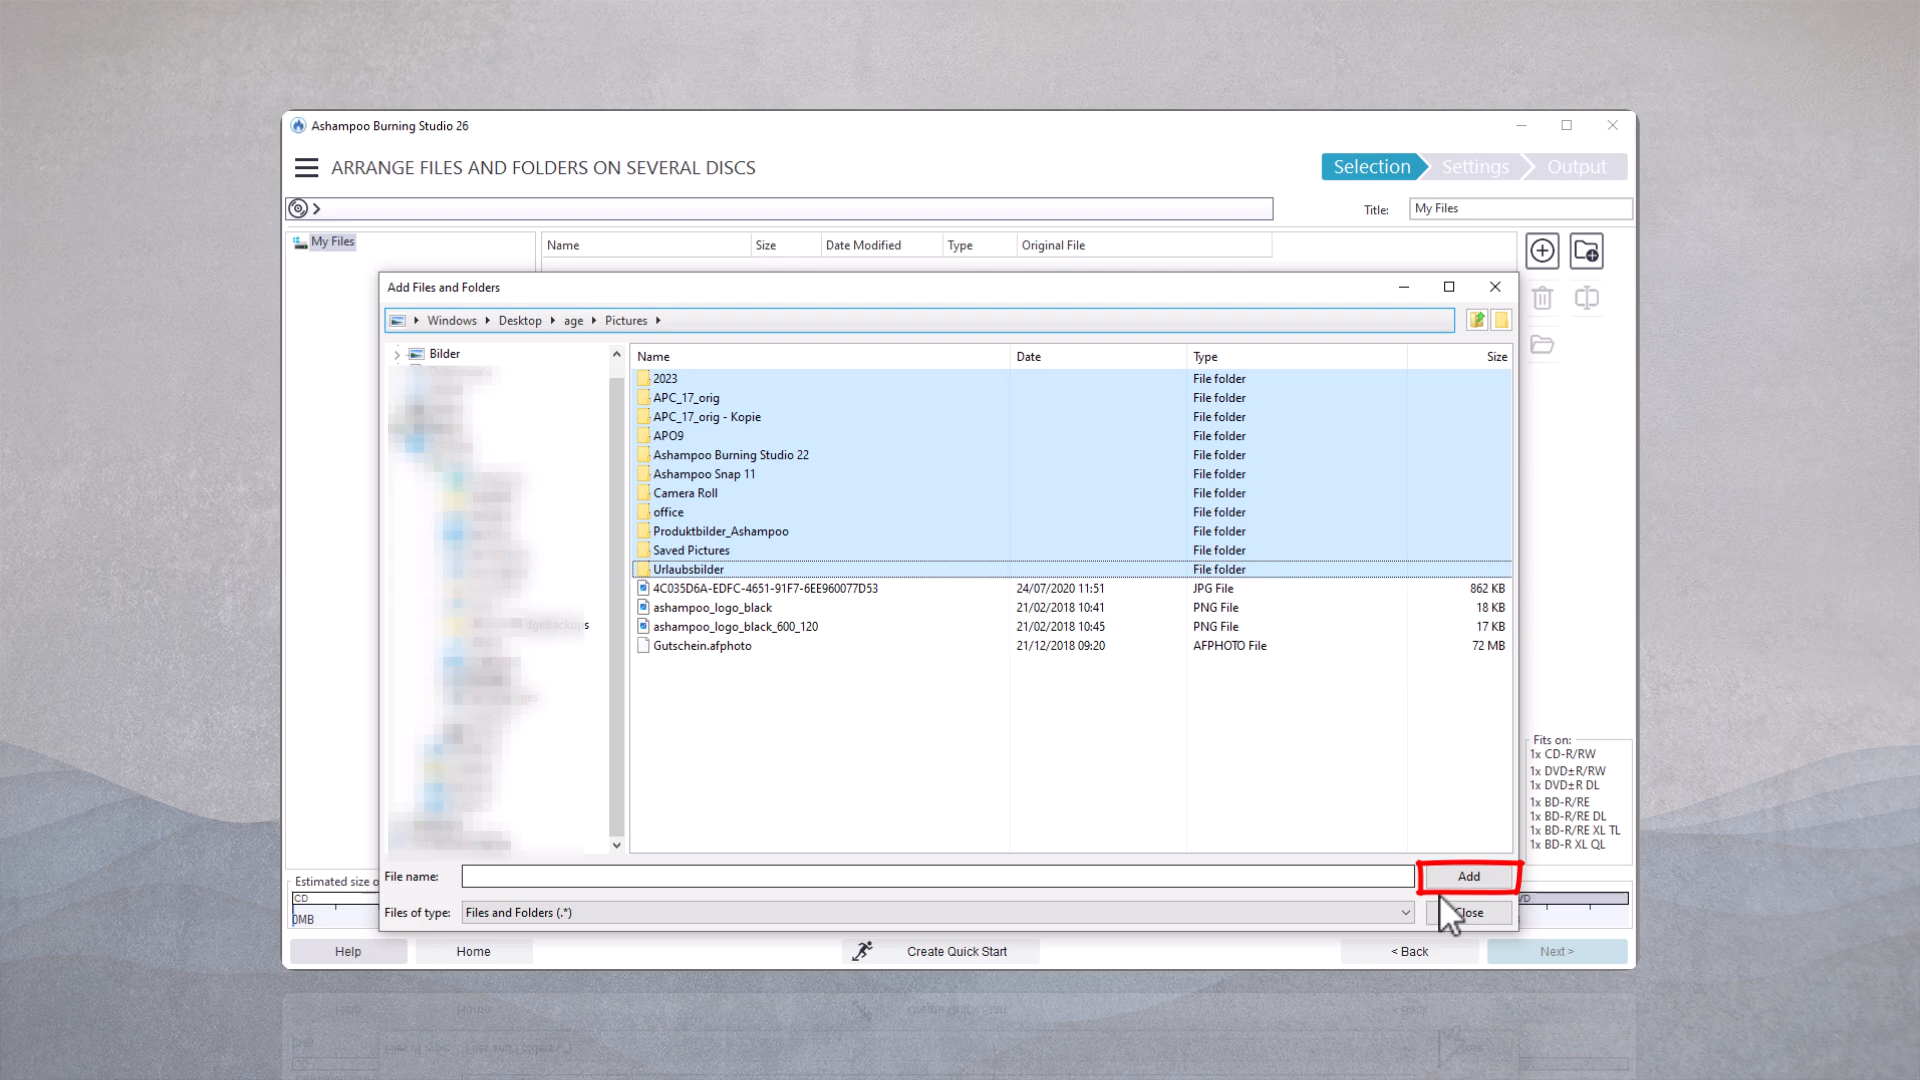 Ashampoo Burning Studio 26
ARRANGE FILES AND FOLDERS ON SEVERAL DISCS
Selection Settings Output
Title: My Files
My Files
Name Size Date Modified Type Original File
Add Files and Folders
Windows Desktop age Pictures
Bilder
Name Date Type Size
2023 File folder
APC_17_orig File folder
APC_17_orig - Kopie File folder
APO9 File folder
Ashampoo Burning Studio 22 File folder
Ashampoo Snap 11 File folder
Camera Roll File folder
office File folder
Produktbilder_Ashampoo File folder
Saved Pictures File folder
Urlaubsbilder File folder
4C035D6A-EDFC-4651-91F7-6EE960077D53 24/07/2020 11:51 JPG File 862 KB
ashampoo_logo_black 21/02/2018 10:41 PNG File 18 KB
ashampoo_logo_black_600_120 21/02/2018 10:45 PNG File 17 KB
Gutschein.afphoto 21/12/2018 09:20 AFPHOTO File 72 MB
Fits on:
1x CD-R/RW
1x DVD±R/RW
1x DVD±R DL
1x BD-R/RE
1x BD-R/RE DL
1x BD-R/RE XL TL
1x BD-R XL QL
File name: Add
Files of type: Files and Folders (.*) Close
Estimated size o
CD
0MB
Help Home Create Quick Start < Back Next >